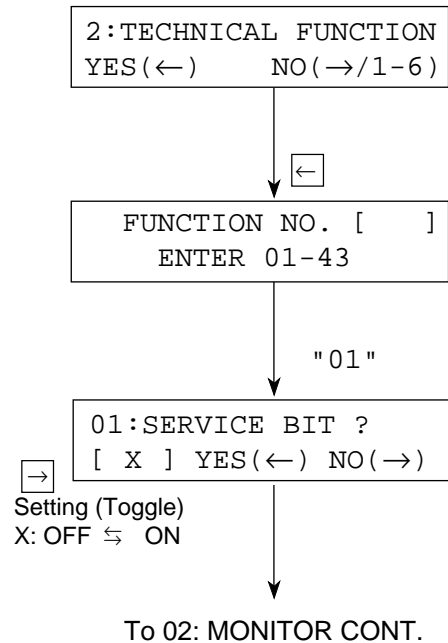 2:TECHNICAL FUNCTION
YES(←) NO(→/1-6)
←
FUNCTION NO. [ ]
ENTER 01-43
"01"
01:SERVICE BIT ?
[ X ] YES(←) NO(→)
→
Setting (Toggle)
X: OFF ⇆ ON
To 02: MONITOR CONT.